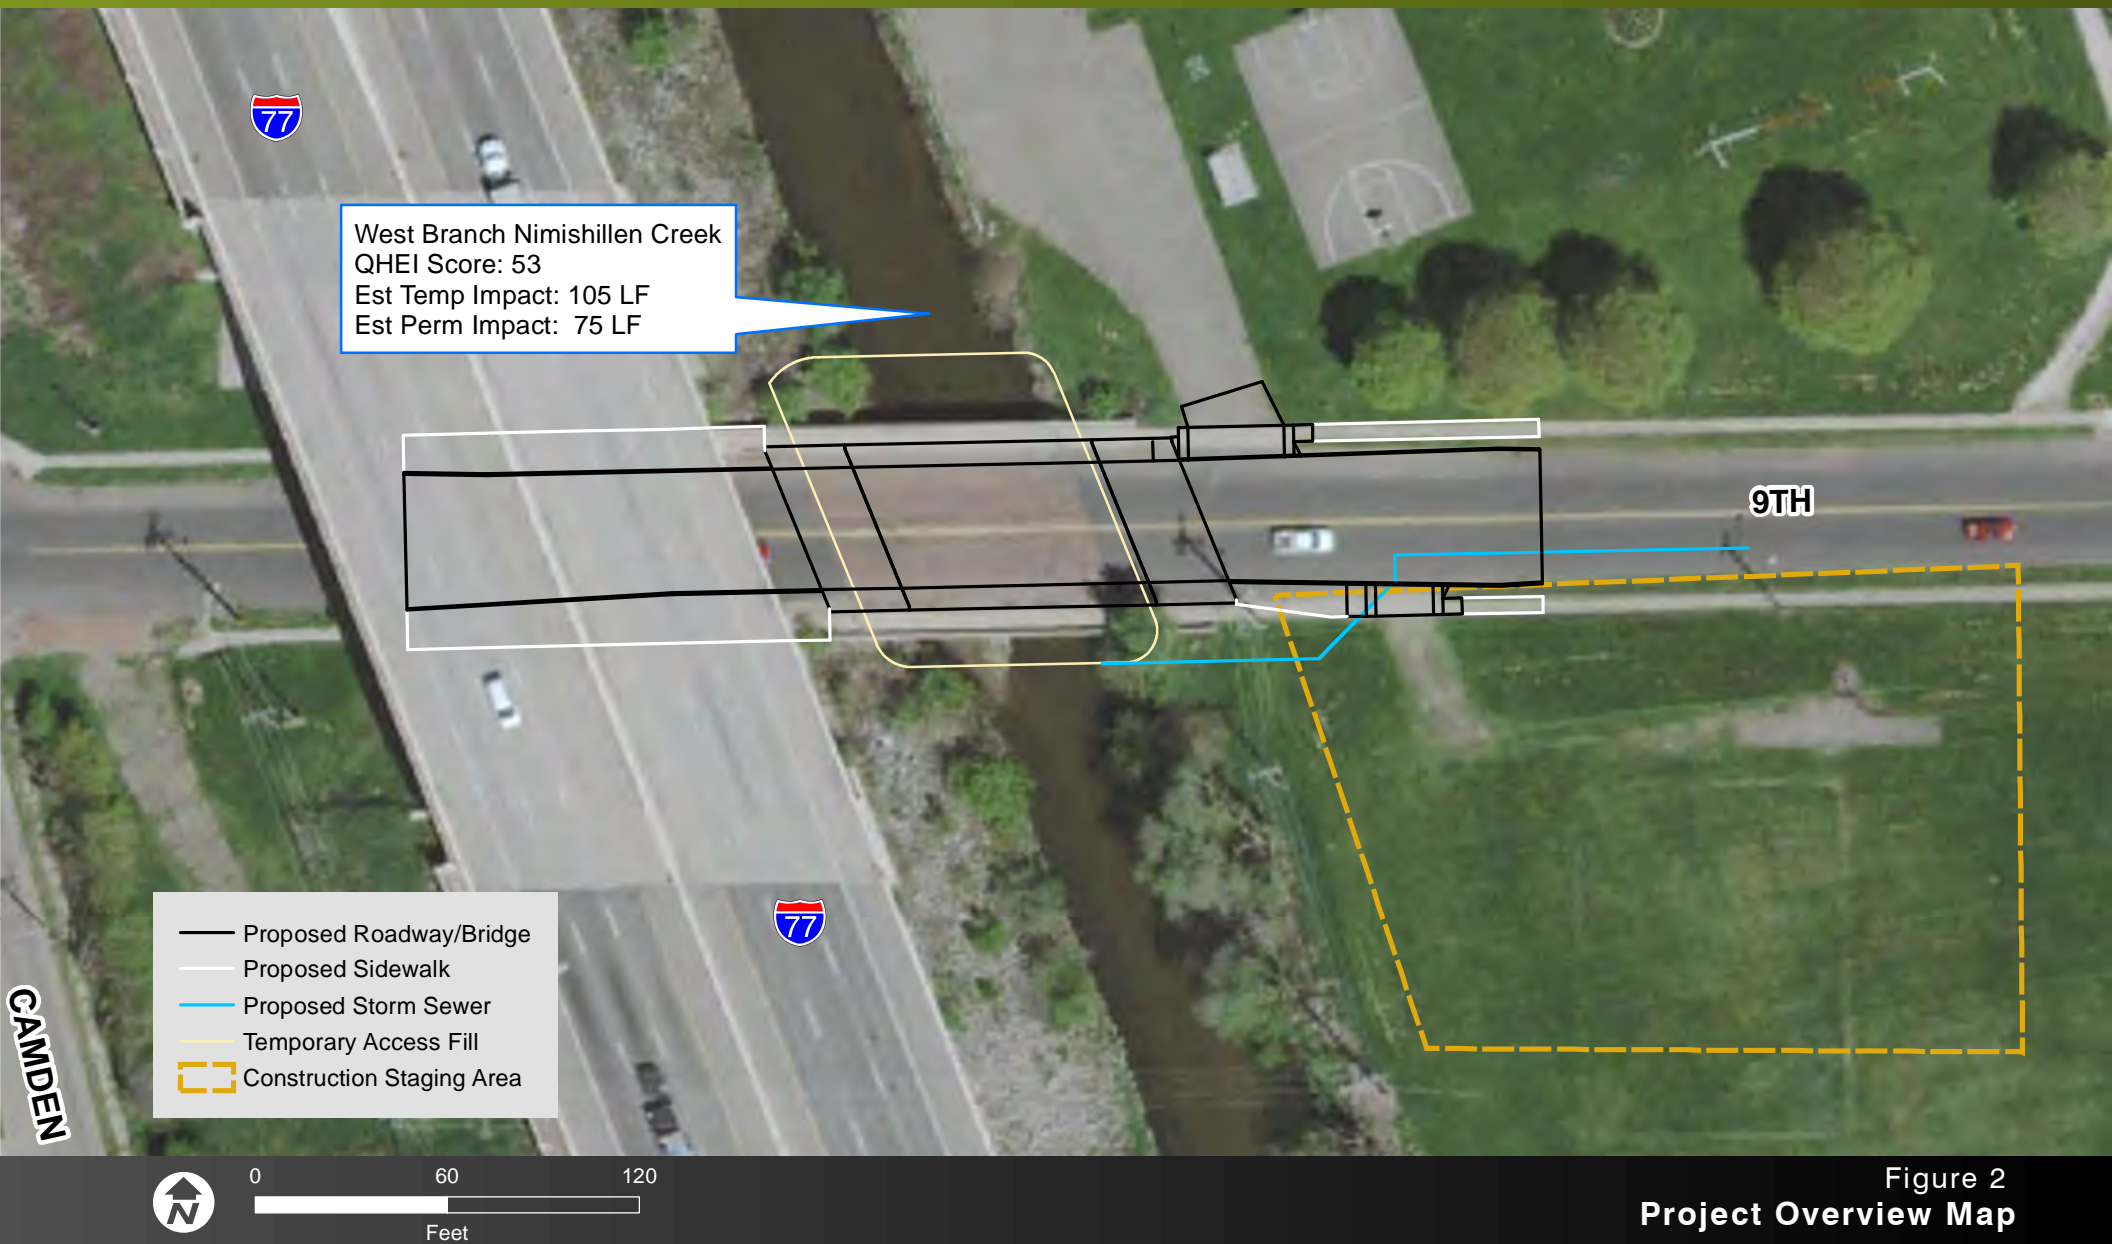 77
West Branch Nimishillen Creek
QHEI Score: 53
Est Temp Impact: 105 LF
Est Perm Impact: 75 LF
9TH
77
Proposed Roadway/Bridge
Proposed Sidewalk
Proposed Storm Sewer
Temporary Access Fill
Construction Staging Area
CAMDEN
N
0 60 120
Feet
Figure 2
Project Overview Map